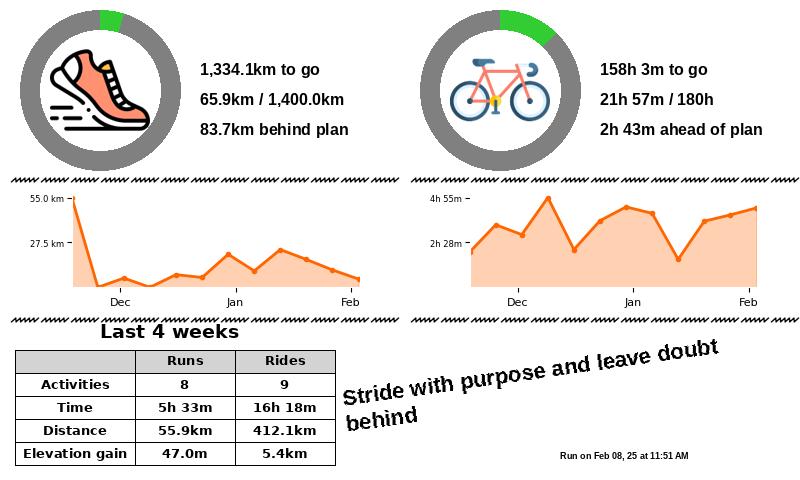 1,334.1km to go
65.9km / 1,400.0km
83.7km behind plan
158h 3m to go
21h 57m / 180h
2h 43m ahead of plan
55.0 km
27.5 km
Dec Jan Feb
4h 55m
2h 28m
Dec Jan Feb
Last 4 weeks
Runs Rides
Activities 8 9
Time 5h 33m 16h 18m
Distance 55.9km 412.1km
Elevation gain 47.0m 5.4km
Stride with purpose and leave doubt
behind
Run on Feb 08, 25 at 11:51 AM